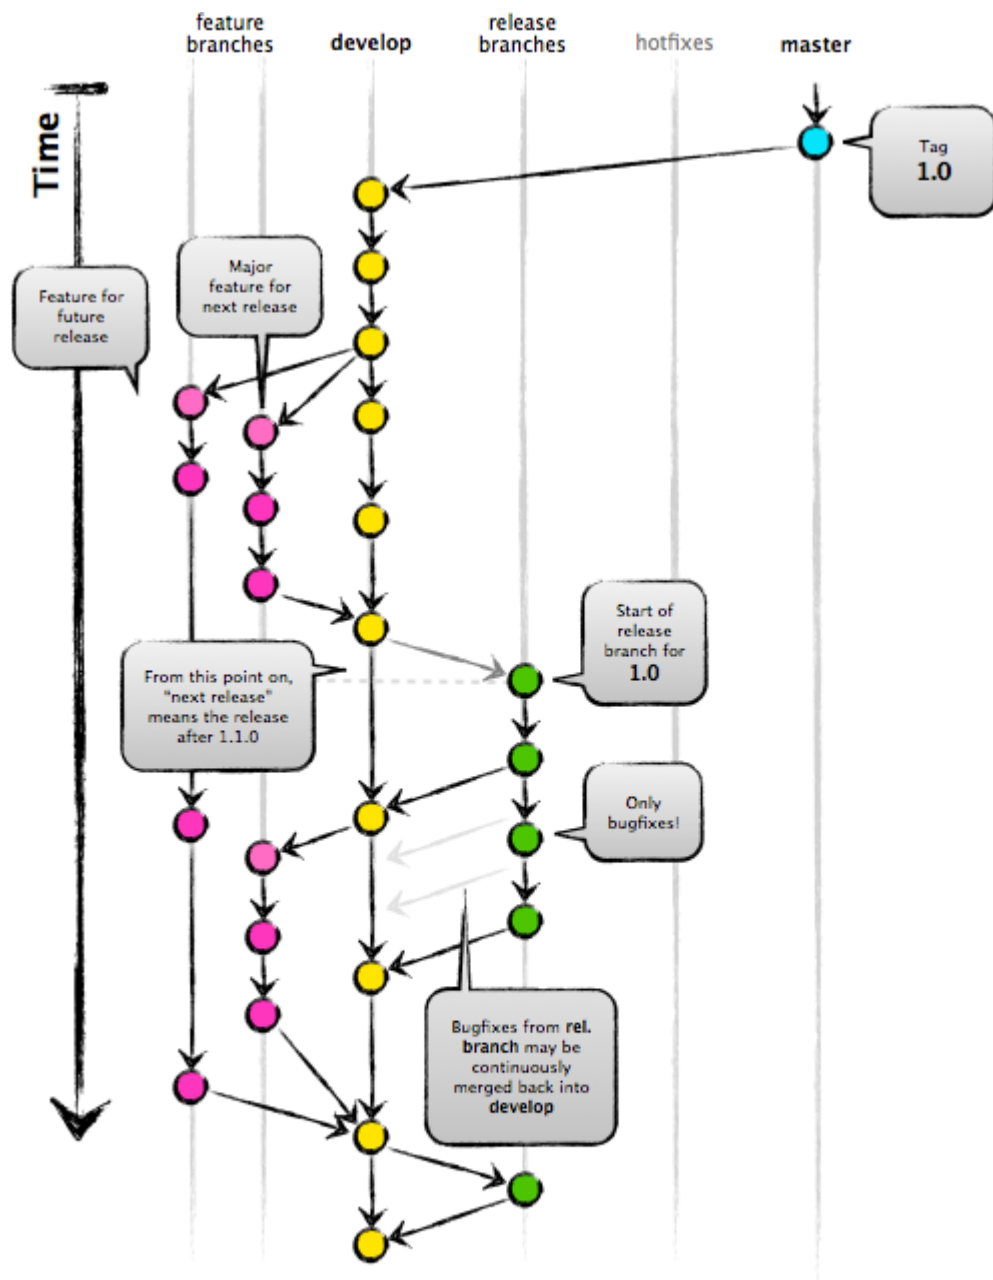 feature
branches
develop
release
branches
hotfixes
master
Time
Tag
1.0
Major
feature for
next release
Feature for
future
release
Start of
release
branch for
1.0
From this point on,
“next release”
means the release
after 1.1.0
Only
bugfixes!
Bugfixes from rel.
branch may be
continuously
merged back into
develop